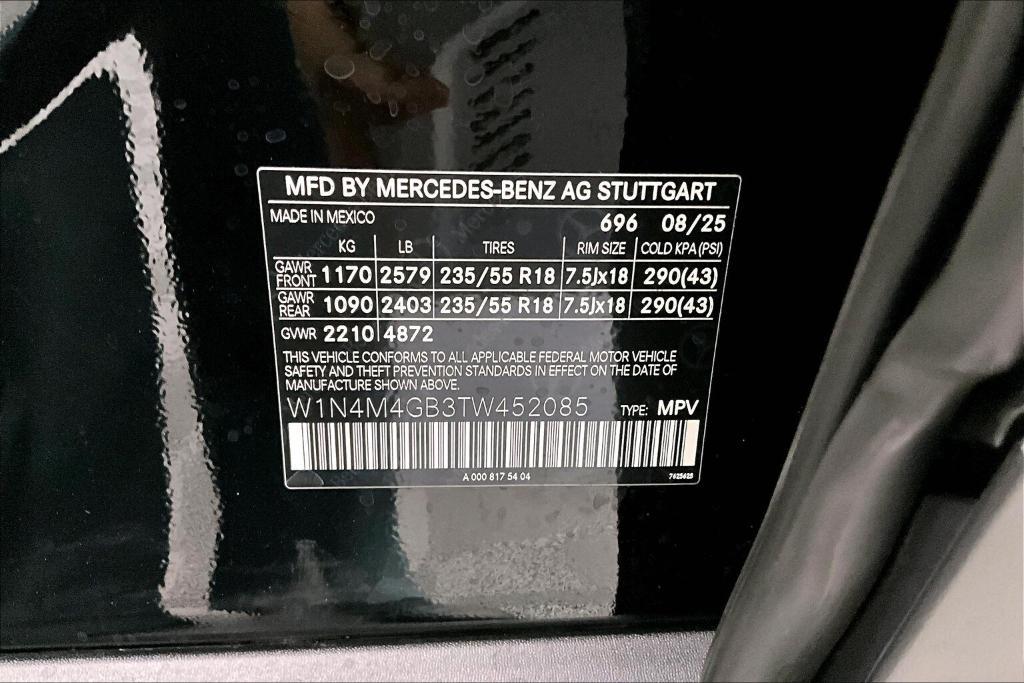 MFD BY MERCEDES-BENZ AG STUTTGART
MADE IN MEXICO 696 08/25
KG LB TIRES RIM SIZE COLD KPA(PSI)
GAWR FRONT 1170 2579 235/55 R18 7.5Jx18 290(43)
GAWR REAR 1090 2403 235/55 R18 7.5Jx18 290(43)
GVWR 2210 4872
THIS VEHICLE CONFORMS TO ALL APPLICABLE FEDERAL MOTOR VEHICLE
SAFETY AND THEFT PREVENTION STANDARDS IN EFFECT ON THE DATE OF
MANUFACTURE SHOWN ABOVE.
W1N4M4GB3TW452085 TYPE: MPV
A 000 817 54 04 7625625